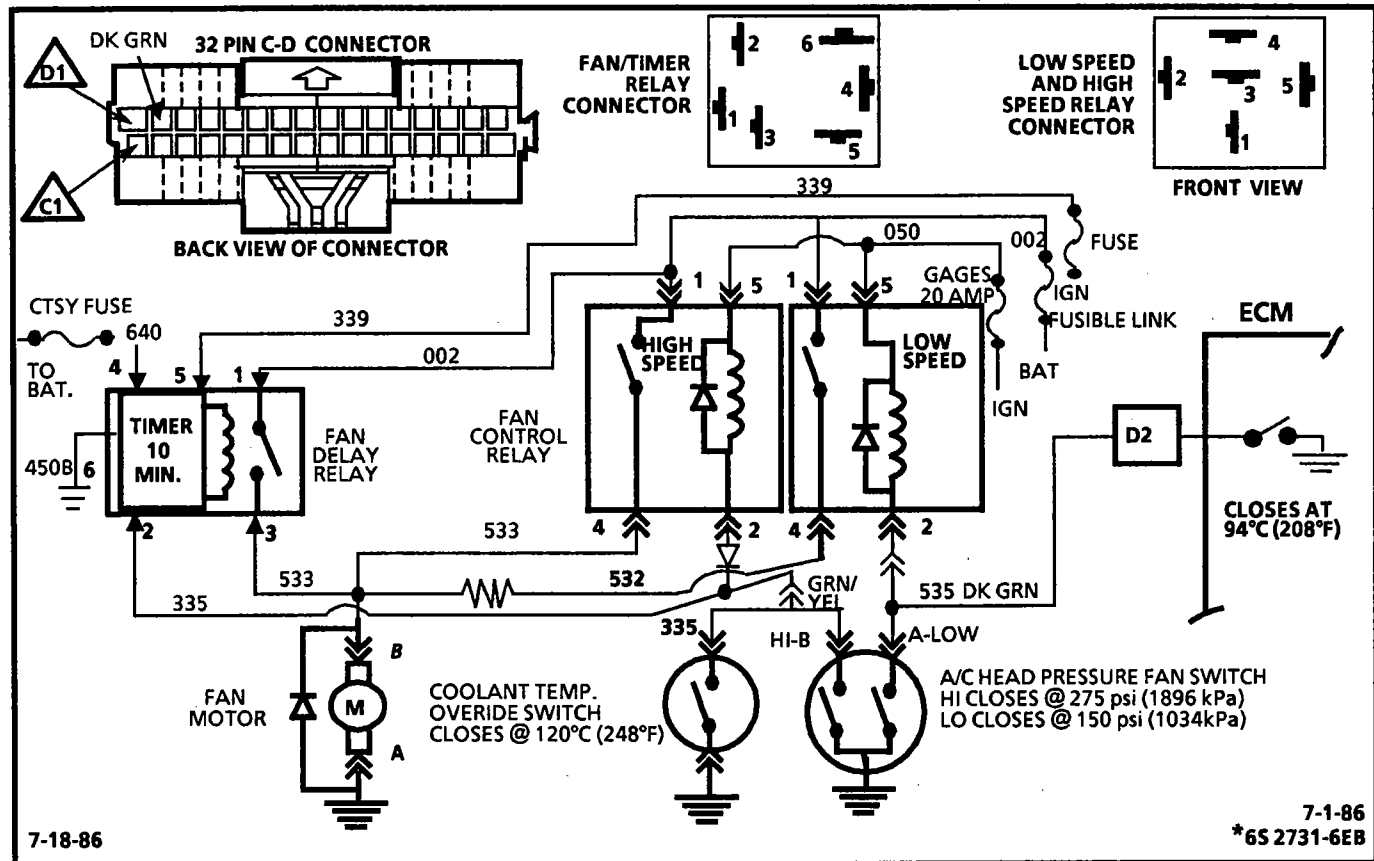 DK GRN
32 PIN C-D CONNECTOR
D1
C1
BACK VIEW OF CONNECTOR
FAN/TIMER
RELAY
CONNECTOR
2
6
4
1
3
5
LOW SPEED
AND HIGH
SPEED RELAY
CONNECTOR
4
2
3
5
1
FRONT VIEW
339
050
002
FUSE
GAGES
20 AMP
IGN
FUSIBLE LINK
BAT
IGN
ECM
CTSY FUSE
640
339
002
TO
BAT.
4
5
1
TIMER
10
MIN.
FAN
DELAY
RELAY
450B
6
2
3
1
5
1
5
HIGH
SPEED
LOW
SPEED
FAN
CONTROL
RELAY
4
2
4
2
D2
CLOSES AT
94°C (208°F)
533
533
532
335
GRN/
YEL
535 DK GRN
335
HI-B
A-LOW
B
M
A
FAN
MOTOR
COOLANT TEMP.
OVERIDE SWITCH
CLOSES @ 120°C (248°F)
A/C HEAD PRESSURE FAN SWITCH
HI CLOSES @ 275 psi (1896 kPa)
LO CLOSES @ 150 psi (1034kPa)
7-18-86
7-1-86
*6S 2731-6EB